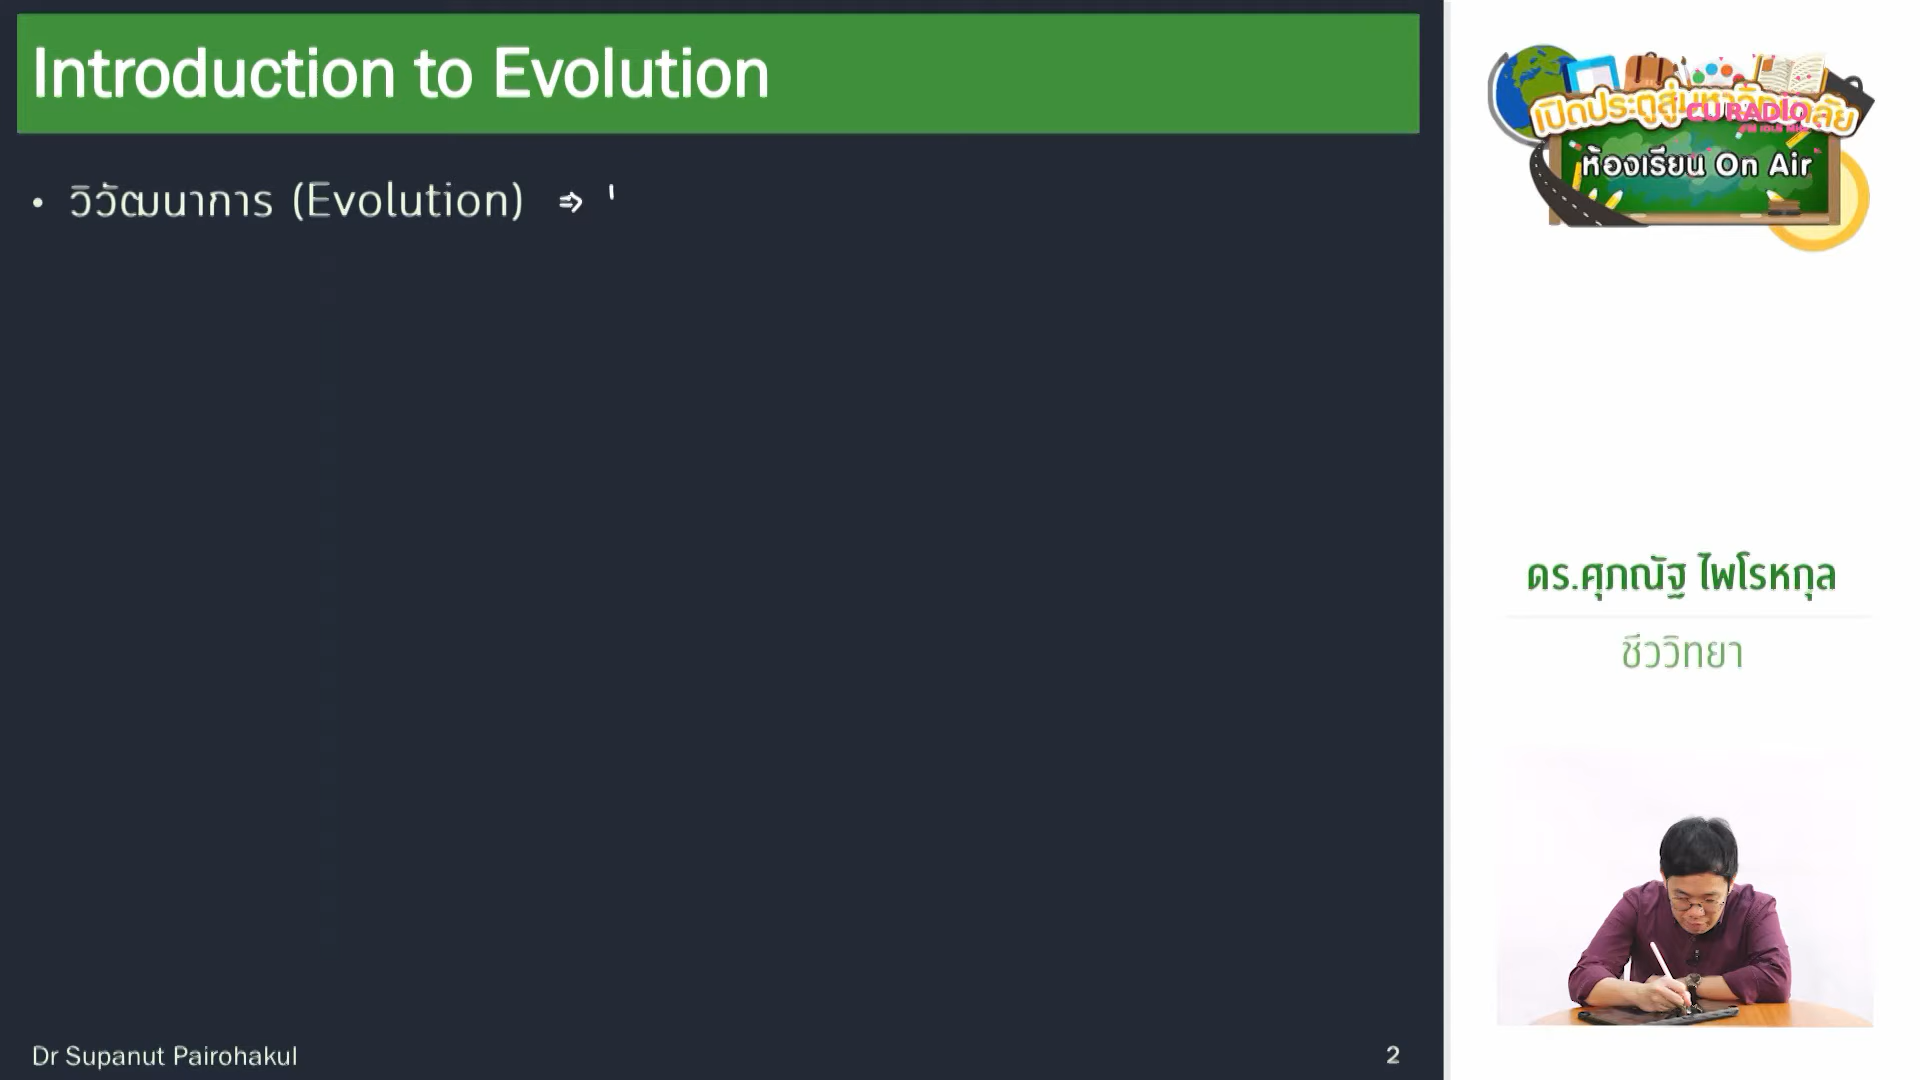 Introduction to Evolution
• วิวัฒนาการ (Evolution) ⇒ '
Dr Supanut Pairohakul
2
เปิดประตูสู่มหาวิทยาลัย
CU RADIO
ห้องเรียน On Air
ดร.ศุภณัฐ ไพโรหกุล
ชีววิทยา